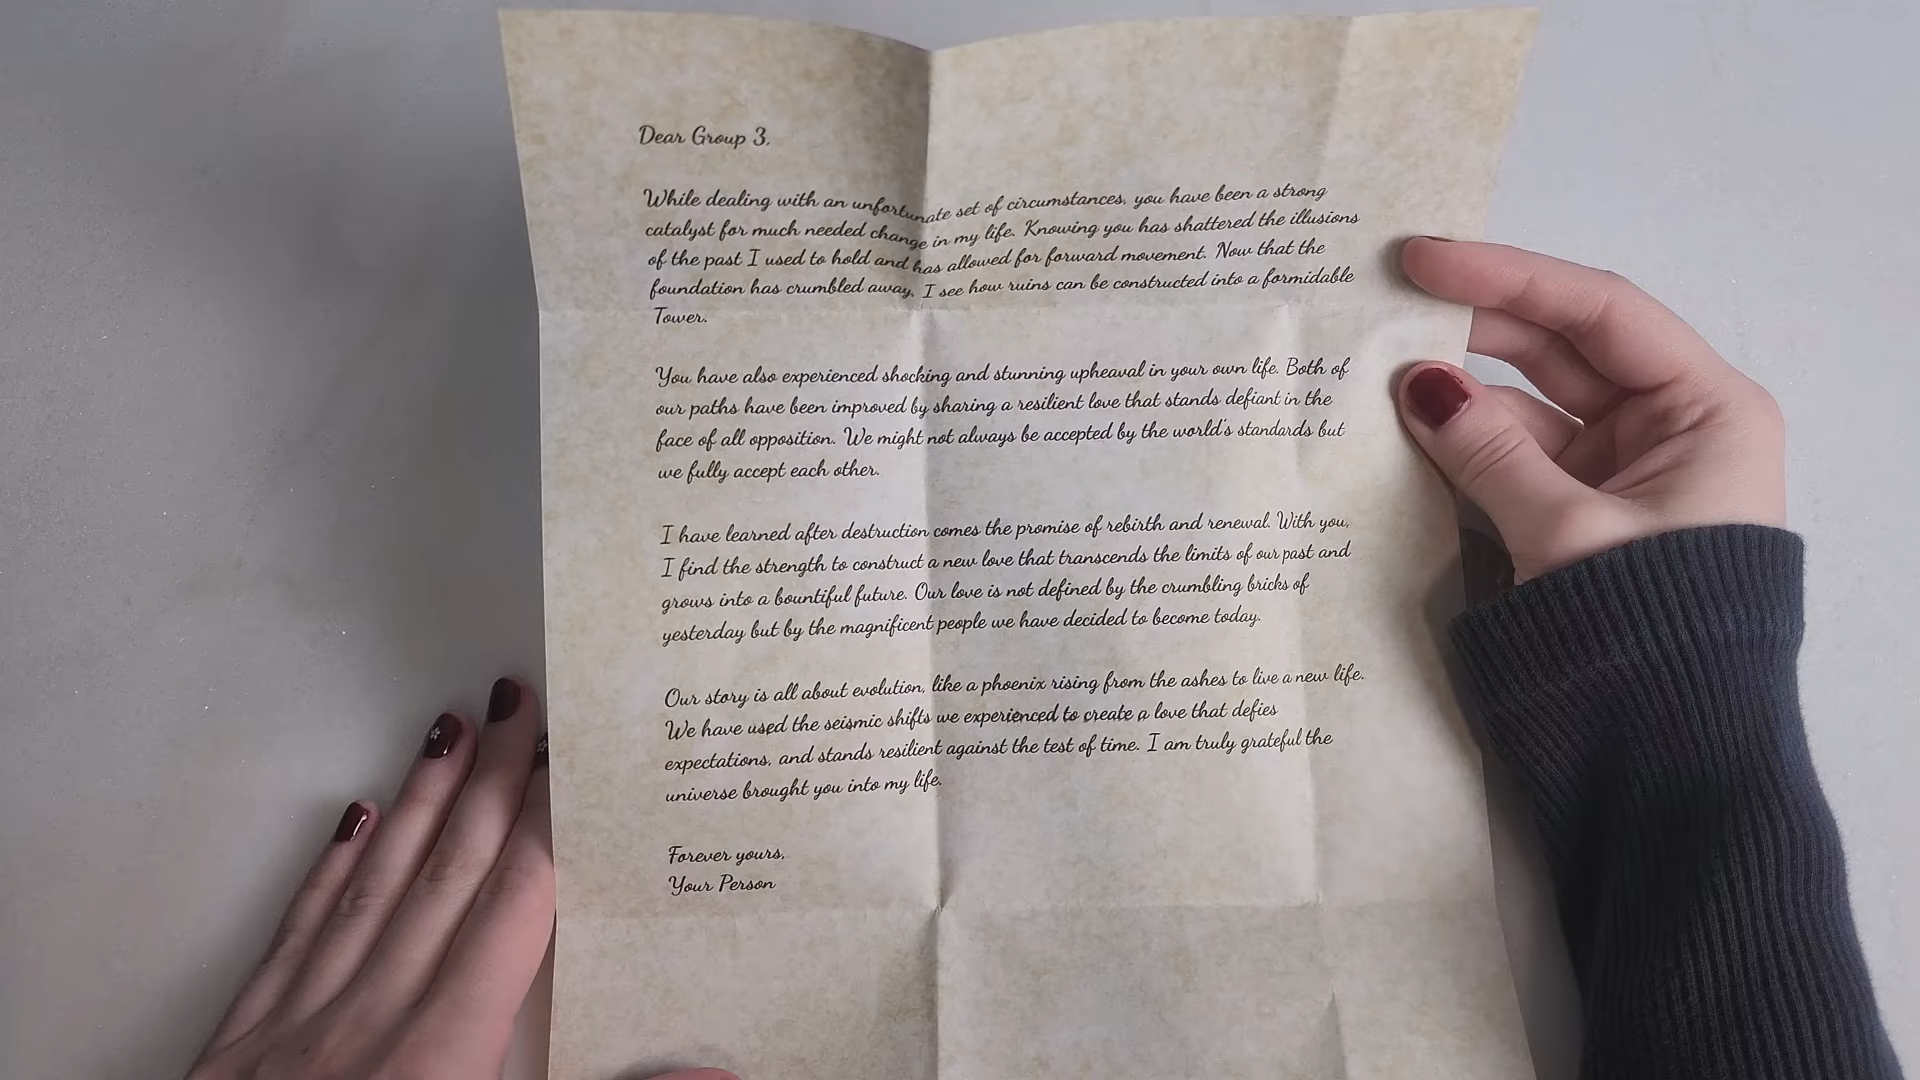 Dear Group 3,
While dealing with an unfortunate set of circumstances, you have been a strong
catalyst for much needed change in my life. Knowing you has shattered the illusions
of the past I used to hold and has allowed for forward movement. Now that the
foundation has crumbled away, I see how ruins can be constructed into a formidable
Tower.
You have also experienced shocking and stunning upheaval in your own life. Both of
our paths have been improved by sharing a resilient love that stands defiant in the
face of all opposition. We might not always be accepted by the world's standards but
we fully accept each other.
I have learned after destruction comes the promise of rebirth and renewal. With you,
I find the strength to construct a new love that transcends the limits of our past and
grows into a bountiful future. Our love is not defined by the crumbling bricks of
yesterday but by the magnificent people we have decided to become today.
Our story is all about evolution, like a phoenix rising from the ashes to live a new life.
We have used the seismic shifts we experienced to create a love that defies
expectations, and stands resilient against the test of time. I am truly grateful the
universe brought you into my life.
Forever yours,
Your Person